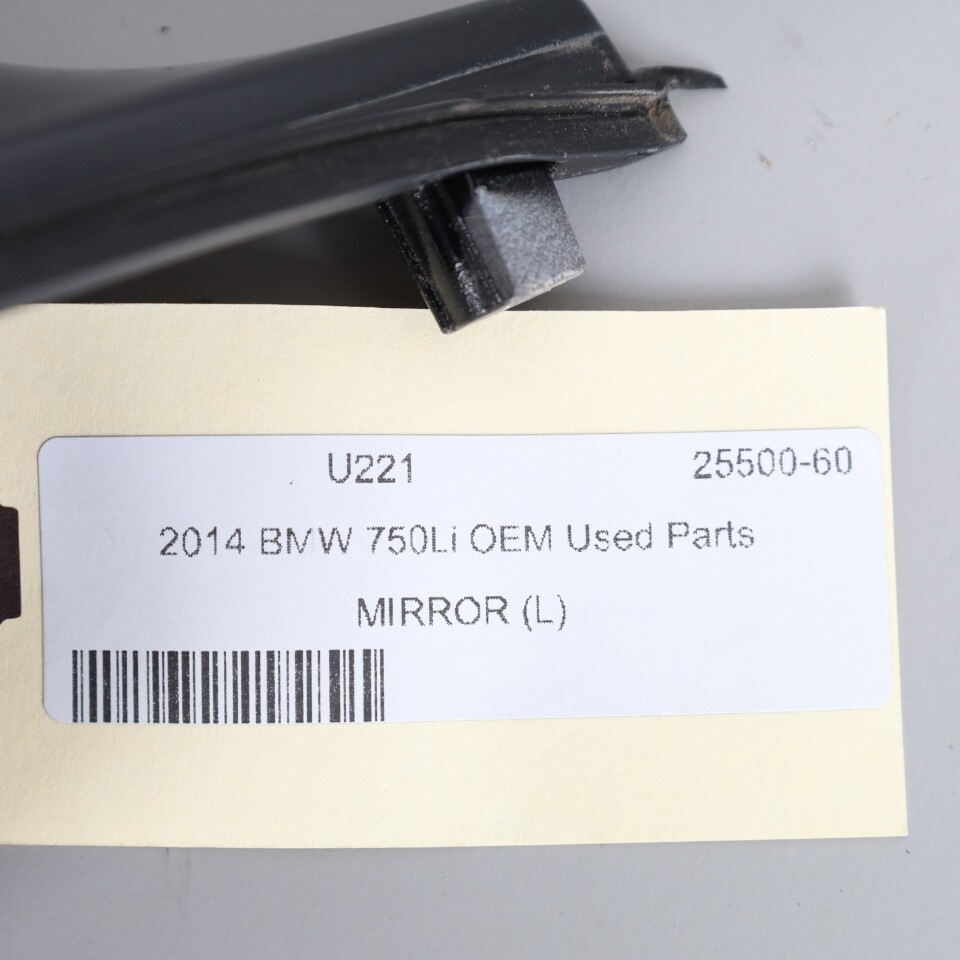 U221 25500-60
2014 BMW 750Li OEM Used Parts
MIRROR (L)